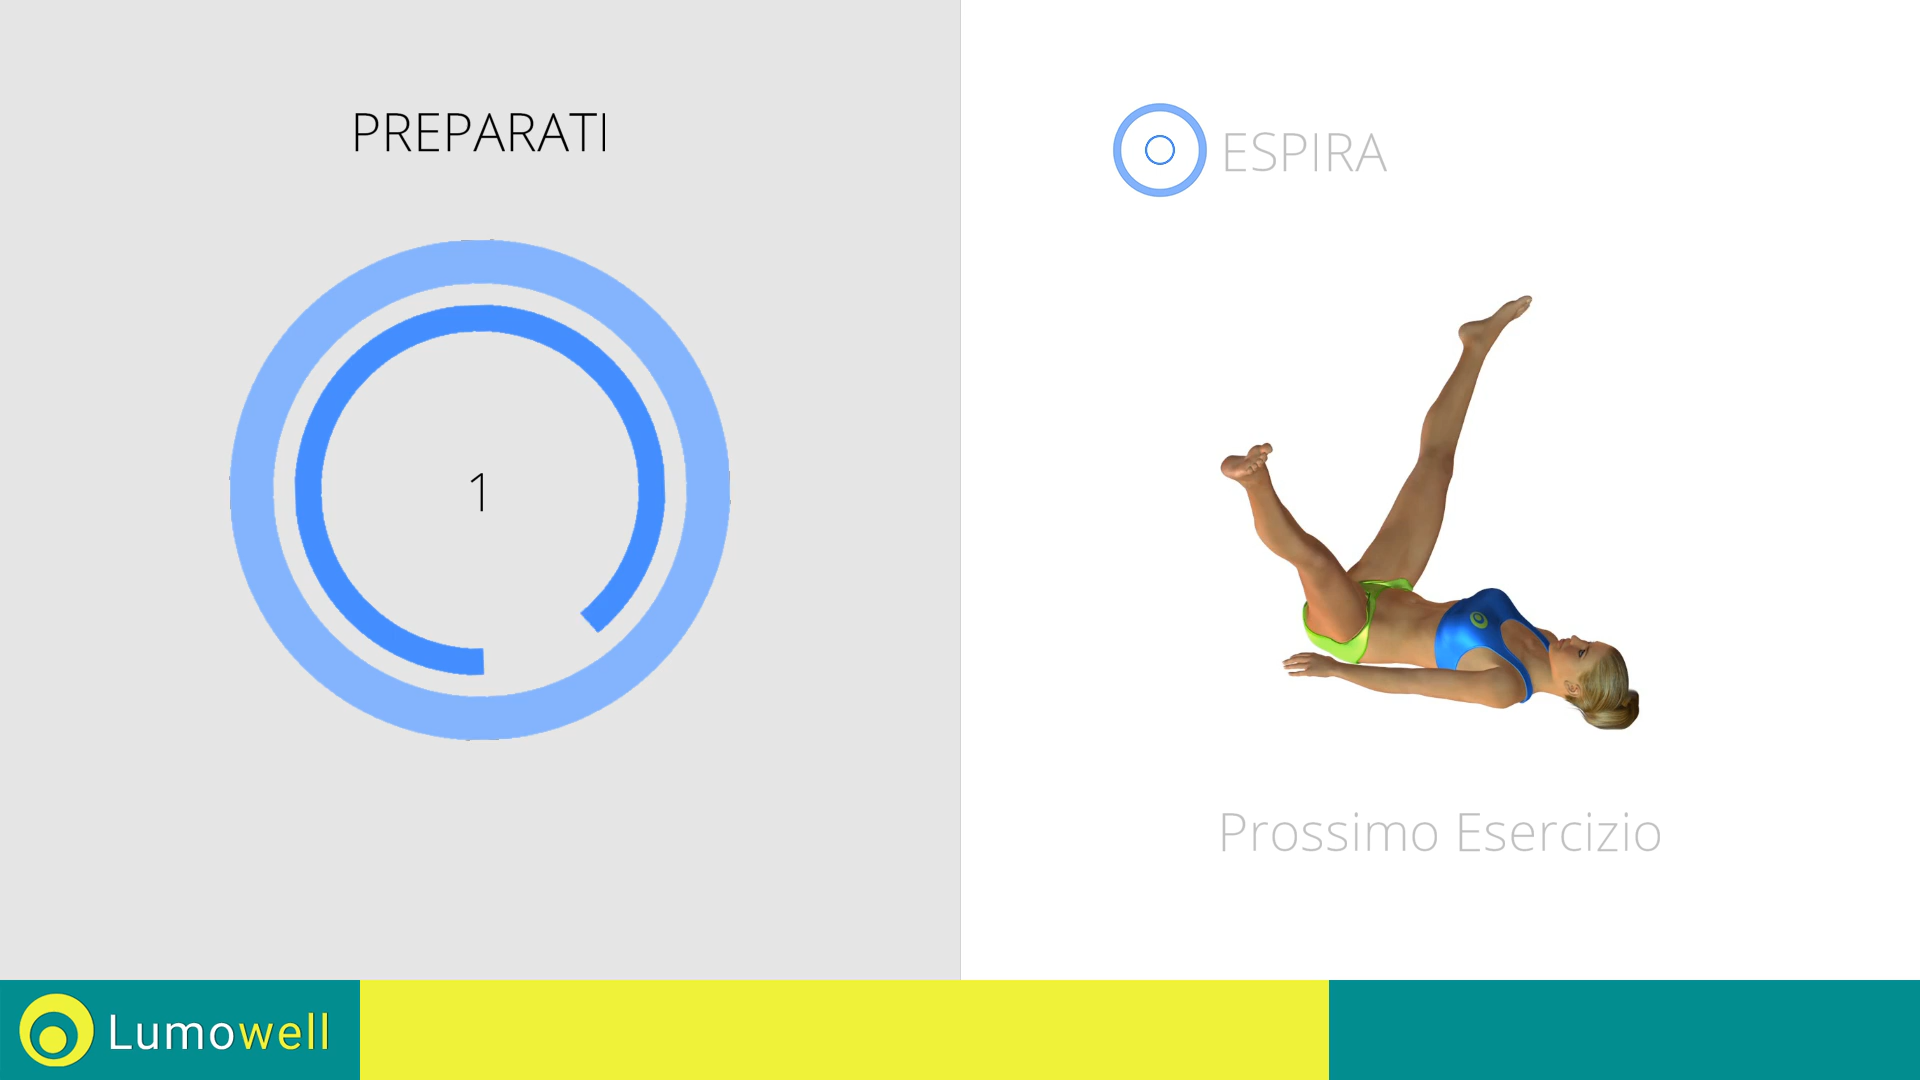 PREPARATI
1
ESPIRA
Prossimo Esercizio
Lumowell